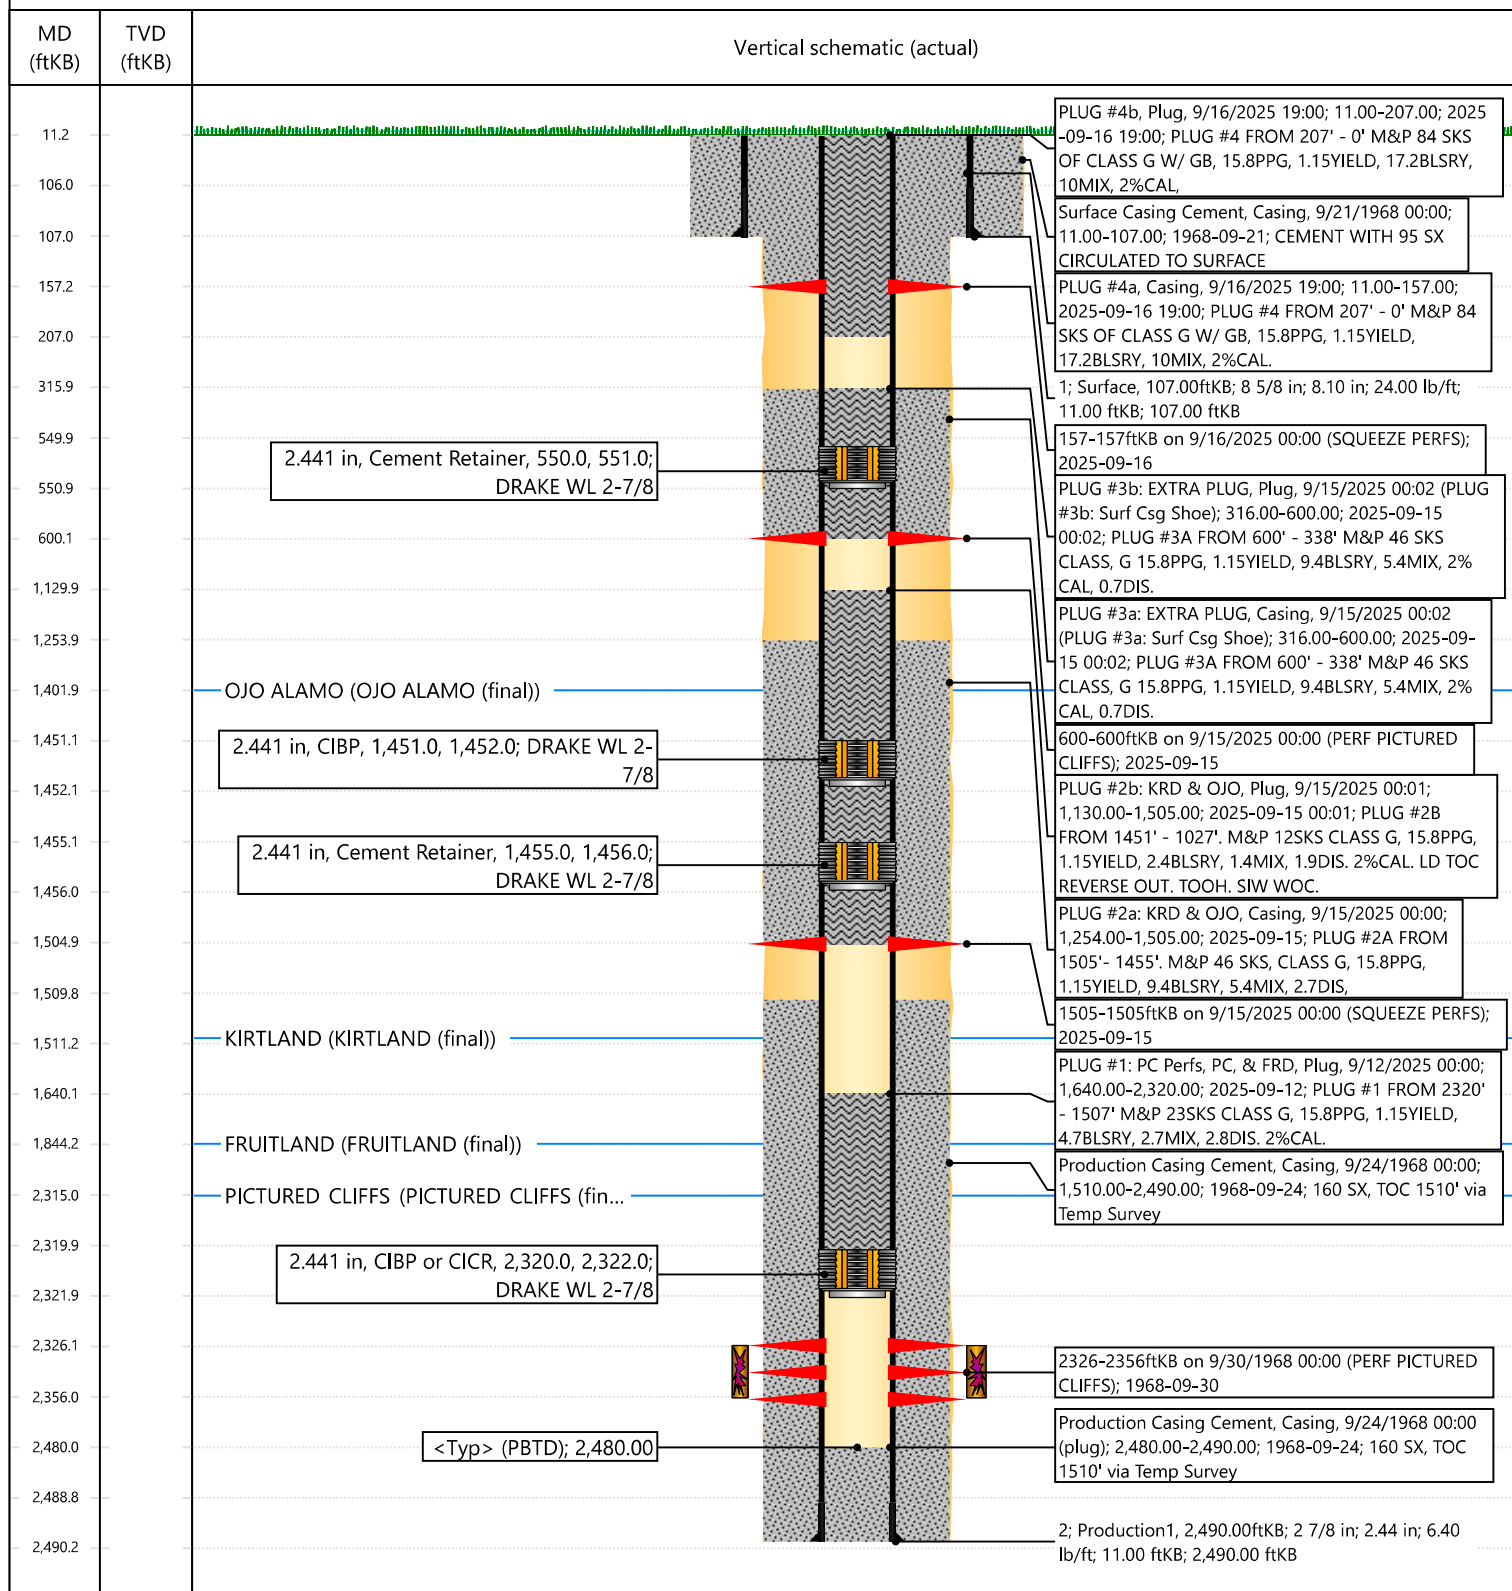 MD
(ftKB)
TVD
(ftKB)
Vertical schematic (actual)
11.2
106.0
107.0
157.2
207.0
315.9
549.9
550.9
600.1
1,129.9
1,253.9
1,401.9
1,451.1
1,452.1
1,455.1
1,456.0
1,504.9
1,509.8
1,511.2
1,640.1
1,844.2
2,315.0
2,319.9
2,321.9
2,326.1
2,356.0
2,480.0
2,488.8
2,490.2
2.441 in, Cement Retainer, 550.0, 551.0;
DRAKE WL 2-7/8
OJO ALAMO (OJO ALAMO (final))
2.441 in, CIBP, 1,451.0, 1,452.0; DRAKE WL 2-
7/8
2.441 in, Cement Retainer, 1,455.0, 1,456.0;
DRAKE WL 2-7/8
KIRTLAND (KIRTLAND (final))
FRUITLAND (FRUITLAND (final))
PICTURED CLIFFS (PICTURED CLIFFS (fin...
2.441 in, CIBP or CICR, 2,320.0, 2,322.0;
DRAKE WL 2-7/8
<Typ> (PBTD); 2,480.00
PLUG #4b, Plug, 9/16/2025 19:00; 11.00-207.00; 2025
-09-16 19:00; PLUG #4 FROM 207' - 0' M&P 84 SKS
OF CLASS G W/ GB, 15.8PPG, 1.15YIELD, 17.2BLSRY,
10MIX, 2%CAL,
Surface Casing Cement, Casing, 9/21/1968 00:00;
11.00-107.00; 1968-09-21; CEMENT WITH 95 SX
CIRCULATED TO SURFACE
PLUG #4a, Casing, 9/16/2025 19:00; 11.00-157.00;
2025-09-16 19:00; PLUG #4 FROM 207' - 0' M&P 84
SKS OF CLASS G W/ GB, 15.8PPG, 1.15YIELD,
17.2BLSRY, 10MIX, 2%CAL.
1; Surface, 107.00ftKB; 8 5/8 in; 8.10 in; 24.00 lb/ft;
11.00 ftKB; 107.00 ftKB
157-157ftKB on 9/16/2025 00:00 (SQUEEZE PERFS);
2025-09-16
PLUG #3b: EXTRA PLUG, Plug, 9/15/2025 00:02 (PLUG
#3b: Surf Csg Shoe); 316.00-600.00; 2025-09-15
00:02; PLUG #3A FROM 600' - 338' M&P 46 SKS
CLASS, G 15.8PPG, 1.15YIELD, 9.4BLSRY, 5.4MIX, 2%
CAL, 0.7DIS.
PLUG #3a: EXTRA PLUG, Casing, 9/15/2025 00:02
(PLUG #3a: Surf Csg Shoe); 316.00-600.00; 2025-09-
15 00:02; PLUG #3A FROM 600' - 338' M&P 46 SKS
CLASS, G 15.8PPG, 1.15YIELD, 9.4BLSRY, 5.4MIX, 2%
CAL, 0.7DIS.
600-600ftKB on 9/15/2025 00:00 (PERF PICTURED
CLIFFS); 2025-09-15
PLUG #2b: KRD & OJO, Plug, 9/15/2025 00:01;
1,130.00-1,505.00; 2025-09-15 00:01; PLUG #2B
FROM 1451' - 1027'. M&P 12SKS CLASS G, 15.8PPG,
1.15YIELD, 2.4BLSRY, 1.4MIX, 1.9DIS. 2%CAL. LD TOC
REVERSE OUT. TOOH. SIW WOC.
PLUG #2a: KRD & OJO, Casing, 9/15/2025 00:00;
1,254.00-1,505.00; 2025-09-15; PLUG #2A FROM
1505'- 1455'. M&P 46 SKS, CLASS G, 15.8PPG,
1.15YIELD, 9.4BLSRY, 5.4MIX, 2.7DIS,
1505-1505ftKB on 9/15/2025 00:00 (SQUEEZE PERFS);
2025-09-15
PLUG #1: PC Perfs, PC, & FRD, Plug, 9/12/2025 00:00;
1,640.00-2,320.00; 2025-09-12; PLUG #1 FROM 2320'
- 1507' M&P 23SKS CLASS G, 15.8PPG, 1.15YIELD,
4.7BLSRY, 2.7MIX, 2.8DIS. 2%CAL.
Production Casing Cement, Casing, 9/24/1968 00:00;
1,510.00-2,490.00; 1968-09-24; 160 SX, TOC 1510' via
Temp Survey
2326-2356ftKB on 9/30/1968 00:00 (PERF PICTURED
CLIFFS); 1968-09-30
Production Casing Cement, Casing, 9/24/1968 00:00
(plug); 2,480.00-2,490.00; 1968-09-24; 160 SX, TOC
1510' via Temp Survey
2; Production1, 2,490.00ftKB; 2 7/8 in; 2.44 in; 6.40
lb/ft; 11.00 ftKB; 2,490.00 ftKB